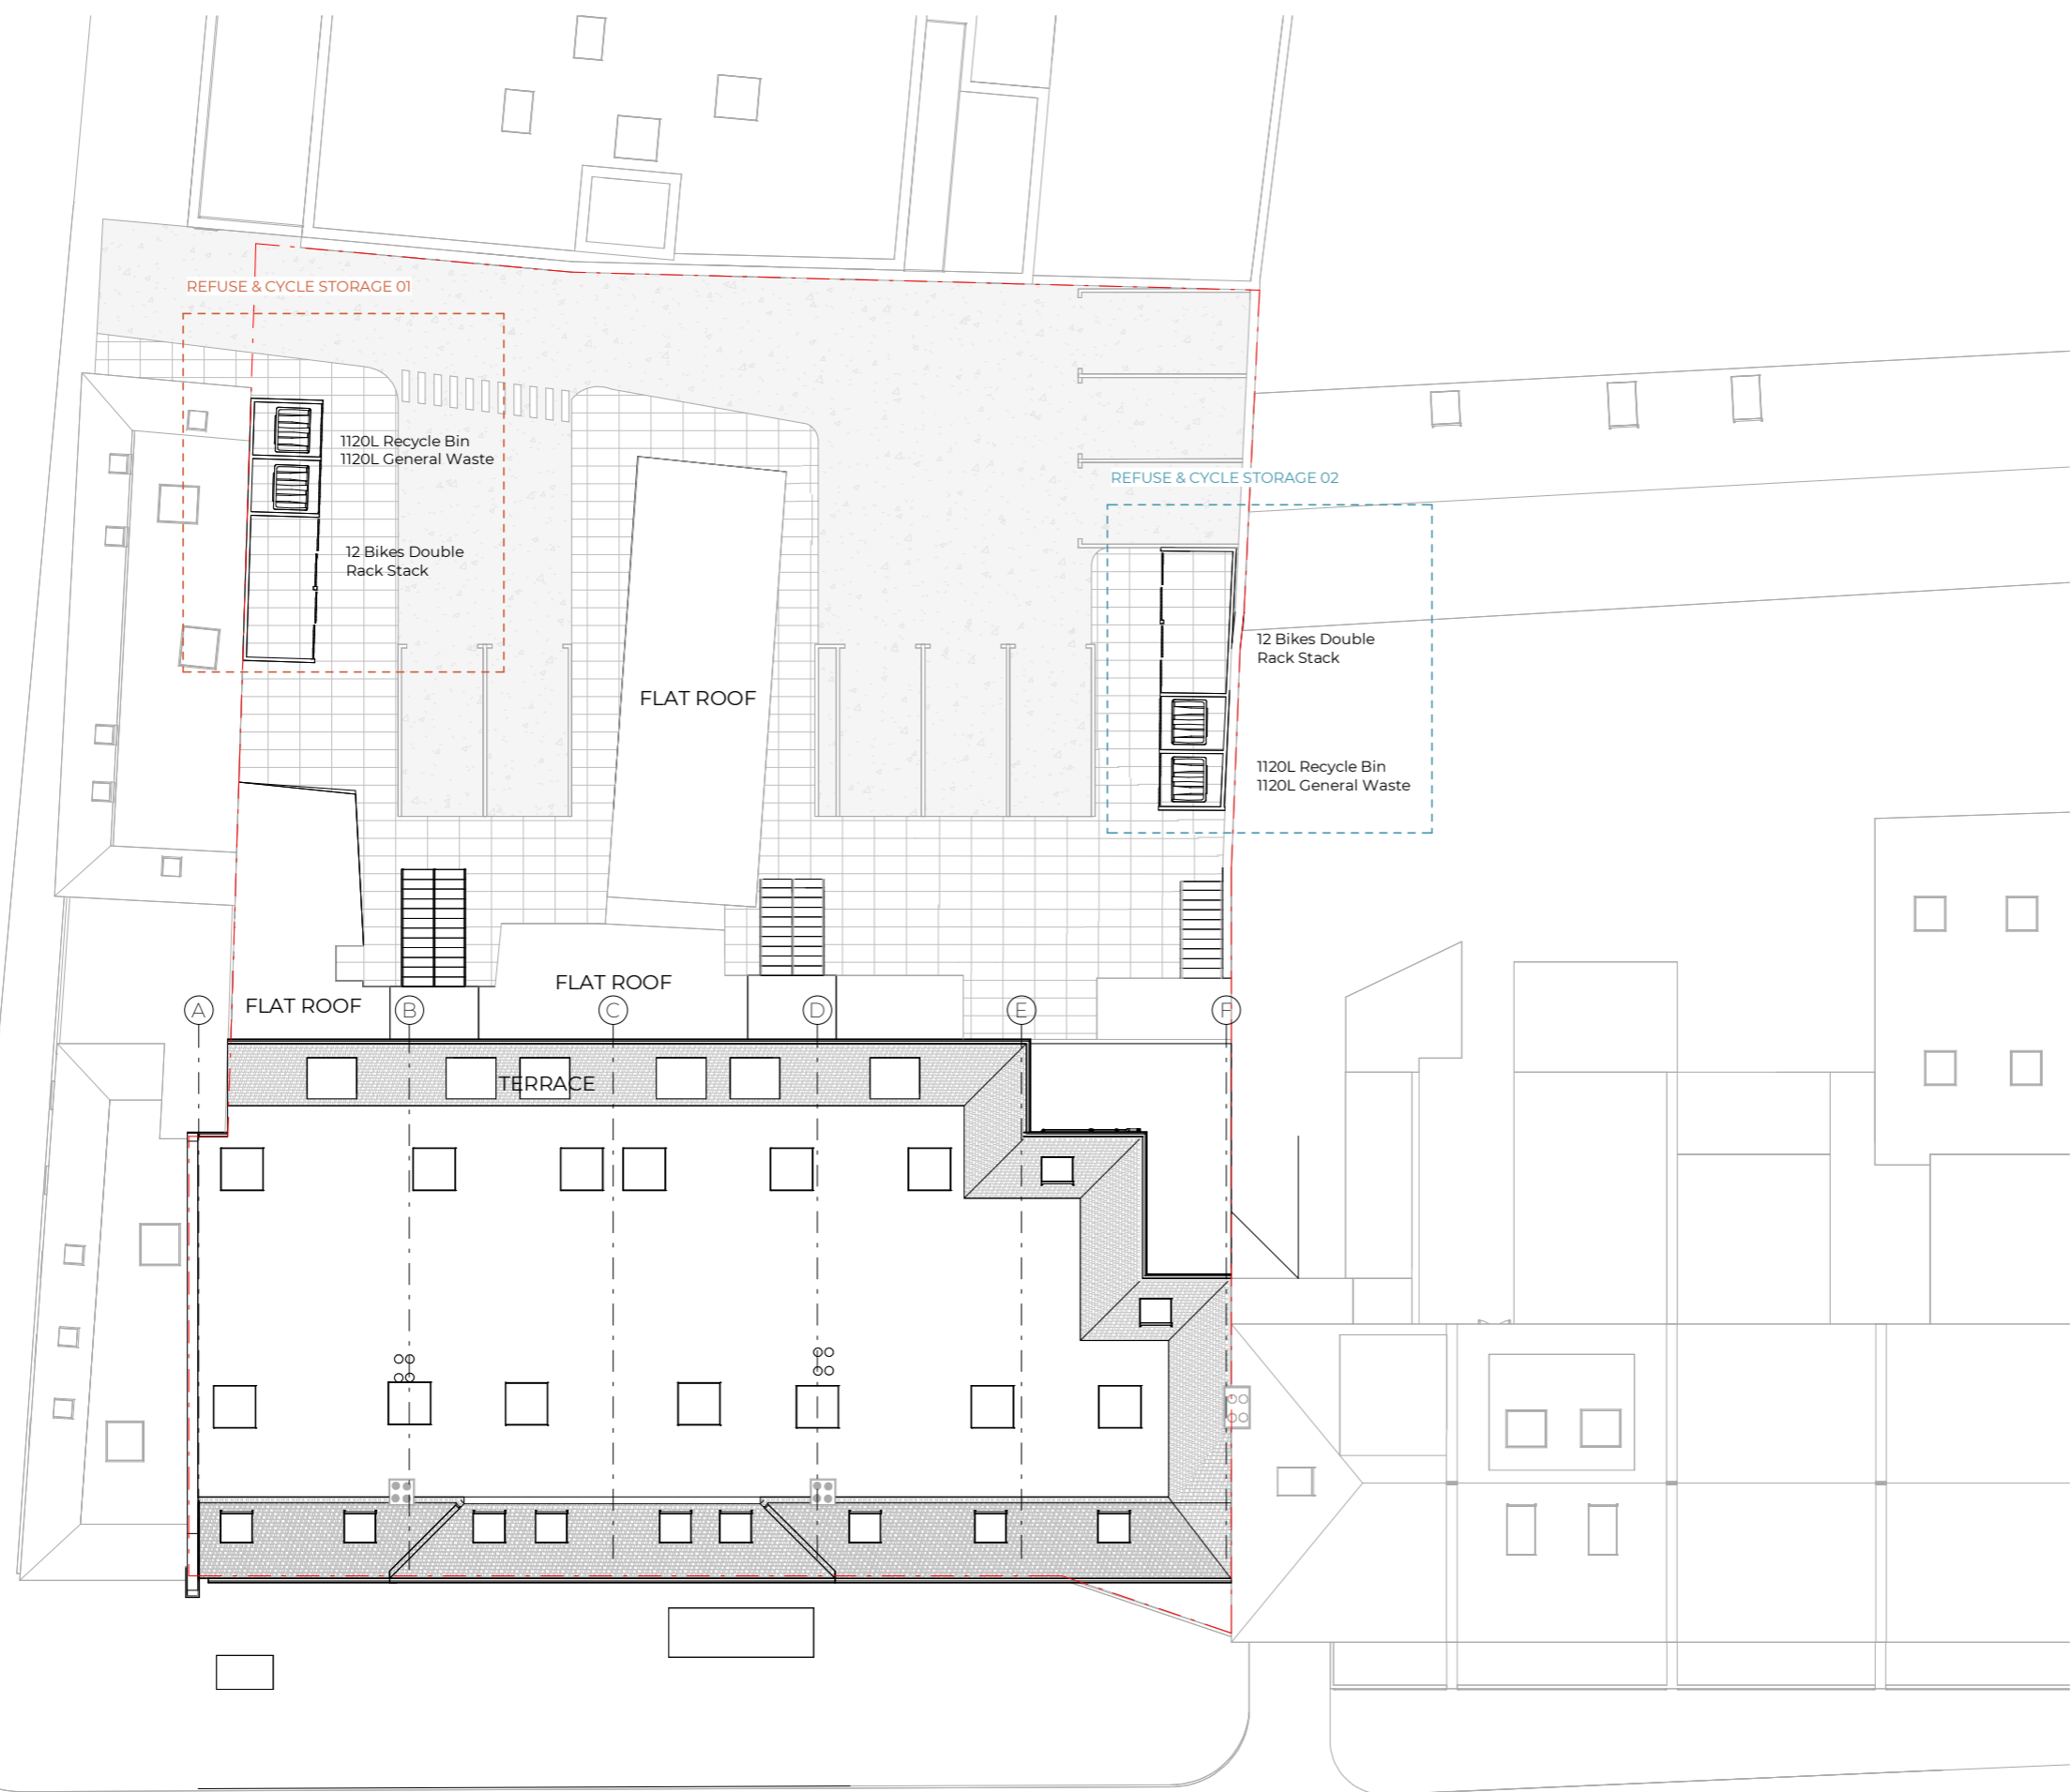 REFUSE & CYCLE STORAGE 01
1120L Recycle Bin
1120L General Waste
12 Bikes Double
Rack Stack
REFUSE & CYCLE STORAGE 02
12 Bikes Double
Rack Stack
1120L Recycle Bin
1120L General Waste
FLAT ROOF
FLAT ROOF
FLAT ROOF
A
B
C
D
E
F
TERRACE